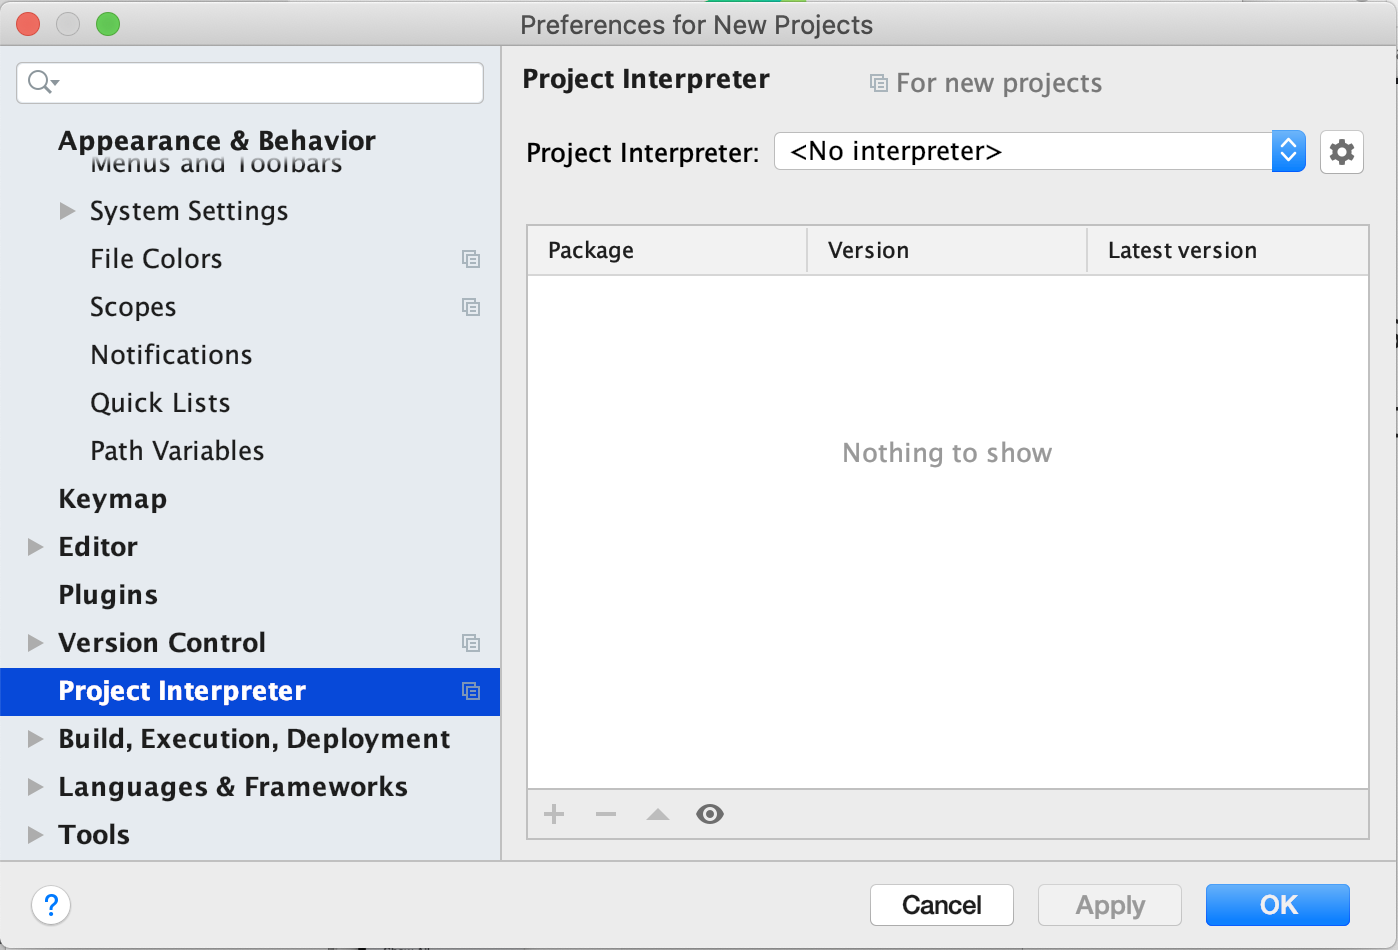 Preferences for New Projects
Appearance & Behavior
Menus and Toolbars
System Settings
File Colors
Scopes
Notifications
Quick Lists
Path Variables
Keymap
Editor
Plugins
Version Control
Project Interpreter
Build, Execution, Deployment
Languages & Frameworks
Tools
Project Interpreter
For new projects
Project Interpreter: <No interpreter>
Package Version Latest version
Nothing to show
?
Cancel Apply OK